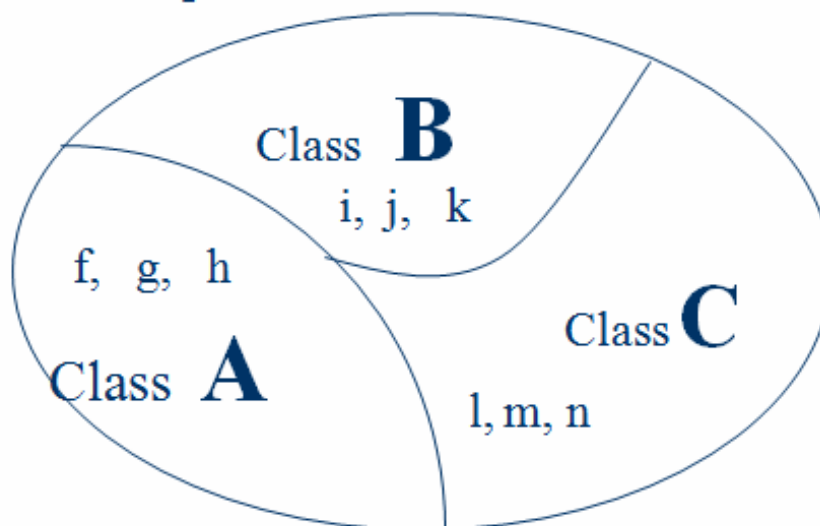 Class B
i, j, k
f, g, h
Class A
Class C
l, m, n